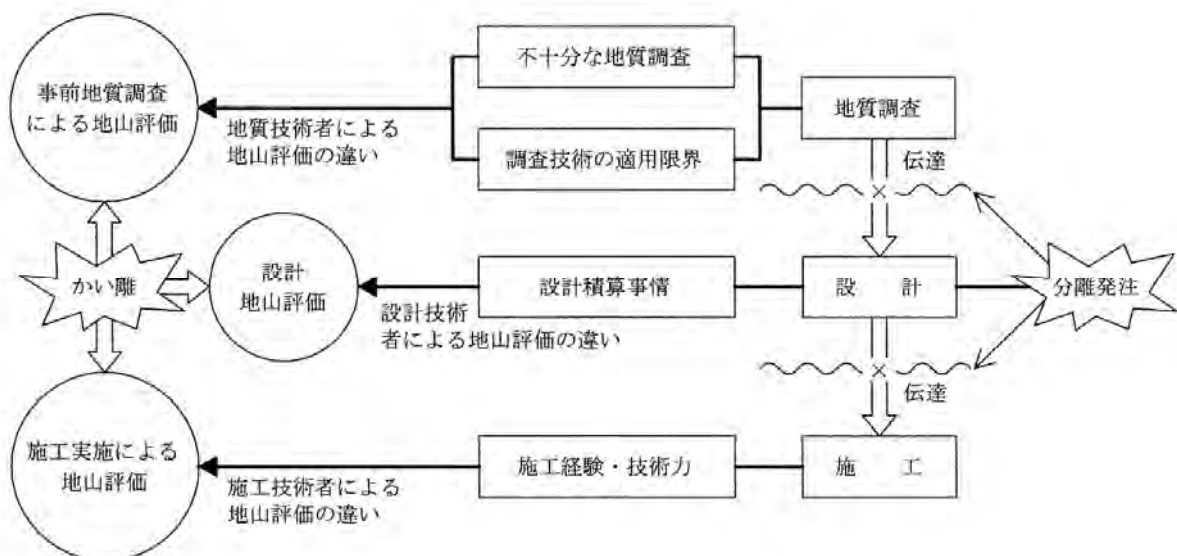 不十分な地質調査
事前地質調査
による地山評価
地質調査
地質技術者による
地山評価の違い
調査技術の適用限界
伝達
×
かい離
設計
地山評価
設計積算事情
設 計
分離発注
設計技術
者による地山評価の違い
×
伝達
施工実施による
地山評価
施工経験・技術力
施 工
施工技術者による
地山評価の違い